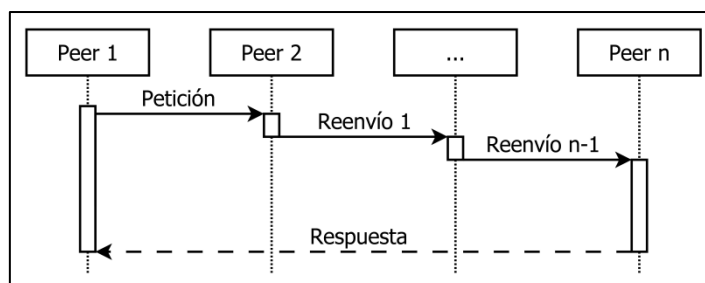 Peer 1
Peer 2
...
Peer n
Petición
Reenvío 1
Reenvío n-1
Respuesta